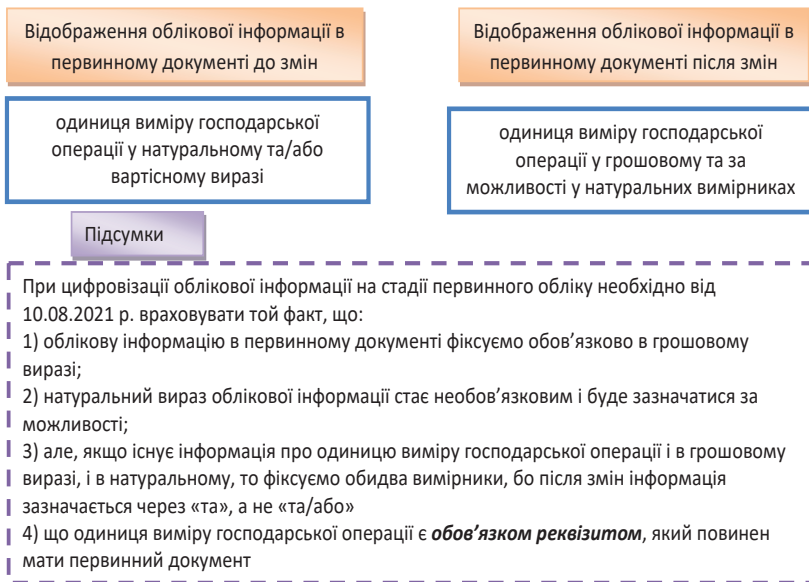 Відображення облікової інформації в
первинному документі до змін
Відображення облікової інформації в
первинному документі після змін
одиниця виміру господарської
операції у натуральному та/або
вартісному виразі
одиниця виміру господарської
операції у грошовому та за
можливості у натуральних вимірниках
Підсумки
При цифровізації облікової інформації на стадії первинного обліку необхідно від
10.08.2021 р. враховувати той факт, що:
1) облікову інформацію в первинному документі фіксуємо обов’язково в грошовому
виразі;
2) натуральний вираз облікової інформації стає необов’язковим і буде зазначатися за
можливості;
3) але, якщо існує інформація про одиницю виміру господарської операції і в грошовому
виразі, і в натуральному, то фіксуємо обидва вимірники, бо після змін інформація
зазначається через «та», а не «та/або»
4) що одиниця виміру господарської операції є обов’язком реквізитом, який повинен
мати первинний документ